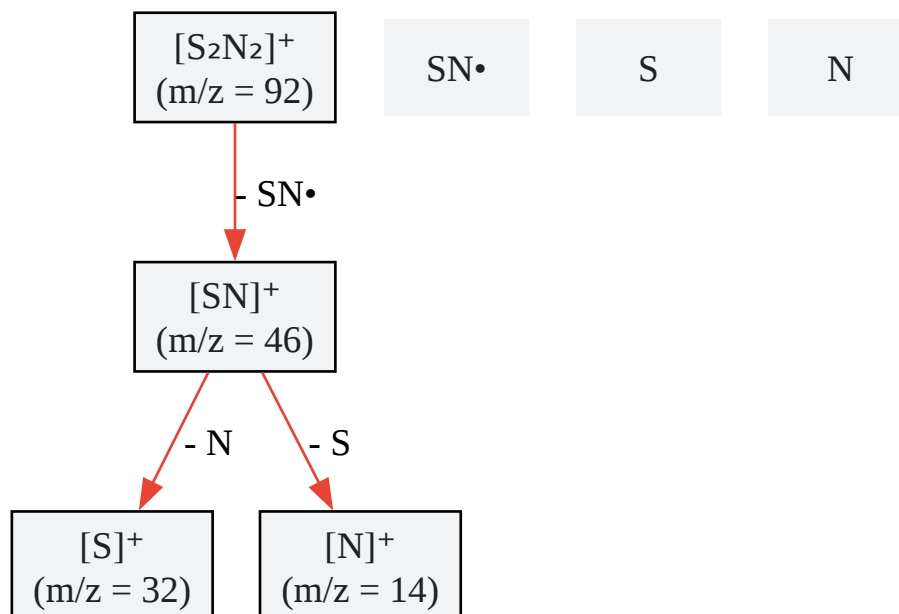 [S₂N₂]⁺
(m/z = 92)
SN•
S
N
- SN•
[SN]⁺
(m/z = 46)
- N
- S
[S]⁺
(m/z = 32)
[N]⁺
(m/z = 14)